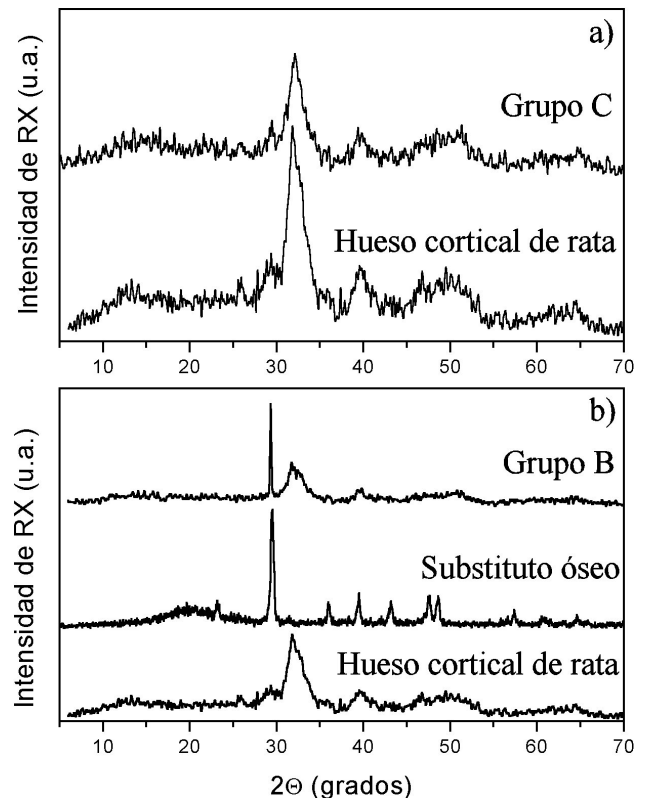 a)
Grupo C
Hueso cortical de rata
Intensidad de RX (u.a.)
10 20 30 40 50 60 70
b)
Grupo B
Substituto óseo
Hueso cortical de rata
Intensidad de RX (u.a.)
10 20 30 40 50 60 70
2Θ (grados)